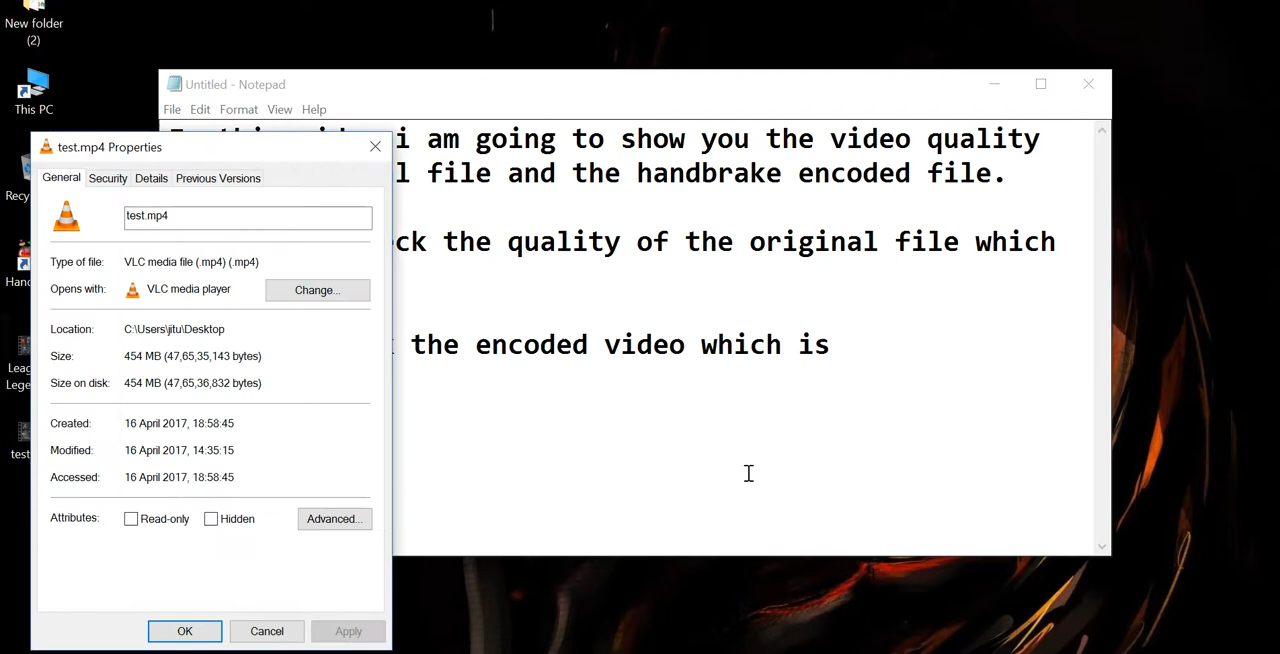 New folder
(2)
This PC
Recy
Han
Leag
Lege
test
Untitled - Notepad
File Edit Format View Help
i am going to show you the video quality
l file and the handbrake encoded file.
ck the quality of the original file which
the encoded video which is
test.mp4 Properties
General Security Details Previous Versions
test.mp4
Type of file: VLC media file (.mp4) (.mp4)
Opens with: VLC media player Change...
Location: C:\Users\jitu\Desktop
Size: 454 MB (47,65,35,143 bytes)
Size on disk: 454 MB (47,65,36,832 bytes)
Created: 16 April 2017, 18:58:45
Modified: 16 April 2017, 14:35:15
Accessed: 16 April 2017, 18:58:45
Attributes: Read-only Hidden Advanced...
OK Cancel Apply